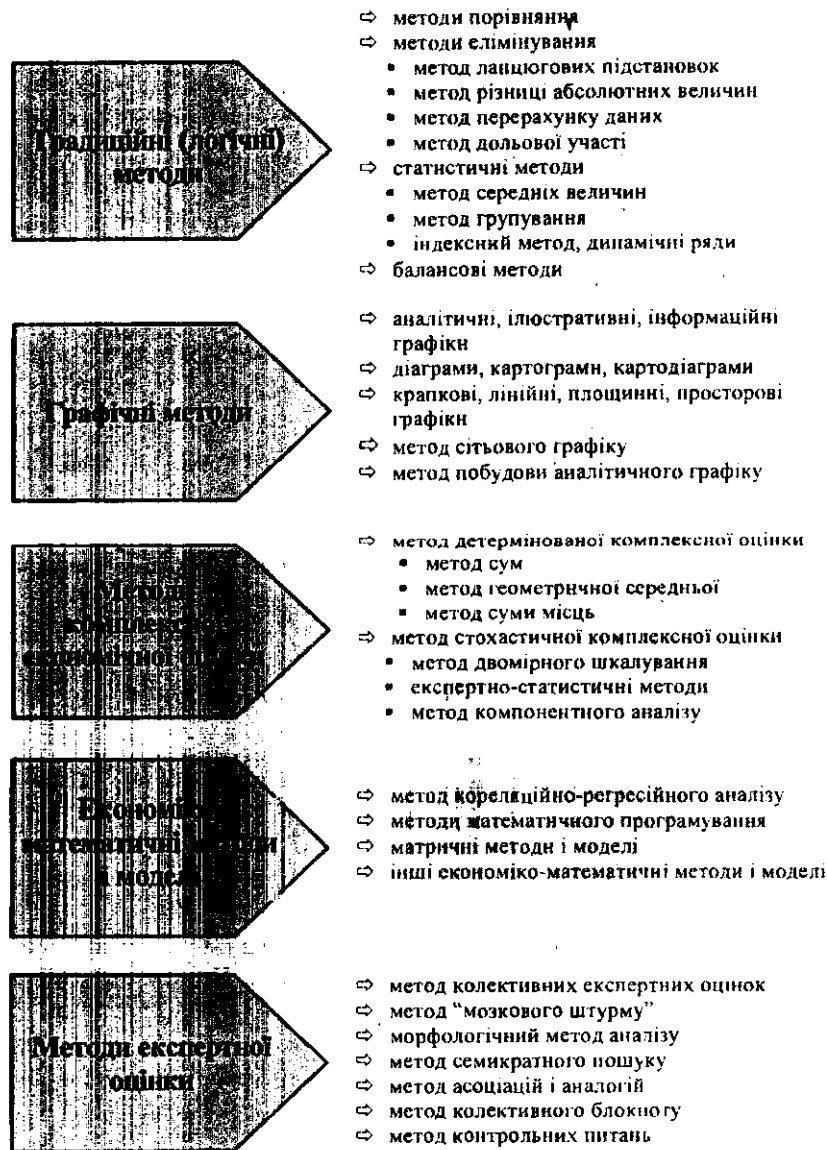 ⇨ методи порівняння
⇨ методи елімінування
• метод ланцюгових підстановок
• метод різниці абсолютних величин
• метод перерахунку даних
• метод дольової участі
⇨ статистичні методи
• метод середніх величин
• метод групування
• індексний метод, динамічні ряди
⇨ балансові методи
Традиційні (логічні)
методи
⇨ аналітичні, ілюстративні, інформаційні
графіки
⇨ діаграми, картограми, картодіаграми
⇨ крапкові, лінійні, площинні, просторові
графіки
⇨ метод сітьового графіку
⇨ метод побудови аналітичного графіку
Графічні методи
⇨ метод детермінованої комплексної оцінки
• метод сум
• метод геометричної середньої
• метод суми місць
⇨ метод стохастичної комплексної оцінки
• метод двомірного шкалування
• експертно-статистичні методи
• метод компонентного аналізу
економічної
⇨ метод кореляційно-регресійного аналізу
⇨ методи математичного програмування
⇨ матричні методи і моделі
⇨ інші економіко-математичні методи і моделі
математичні методи
і моделі
⇨ метод колективних експертних оцінок
⇨ метод “мозкового штурму”
⇨ морфологічний метод аналізу
⇨ метод семикратного пошуку
⇨ метод асоціацій і аналогій
⇨ метод колективного блокноту
⇨ метод контрольних питань
Методи експертної
оцінки